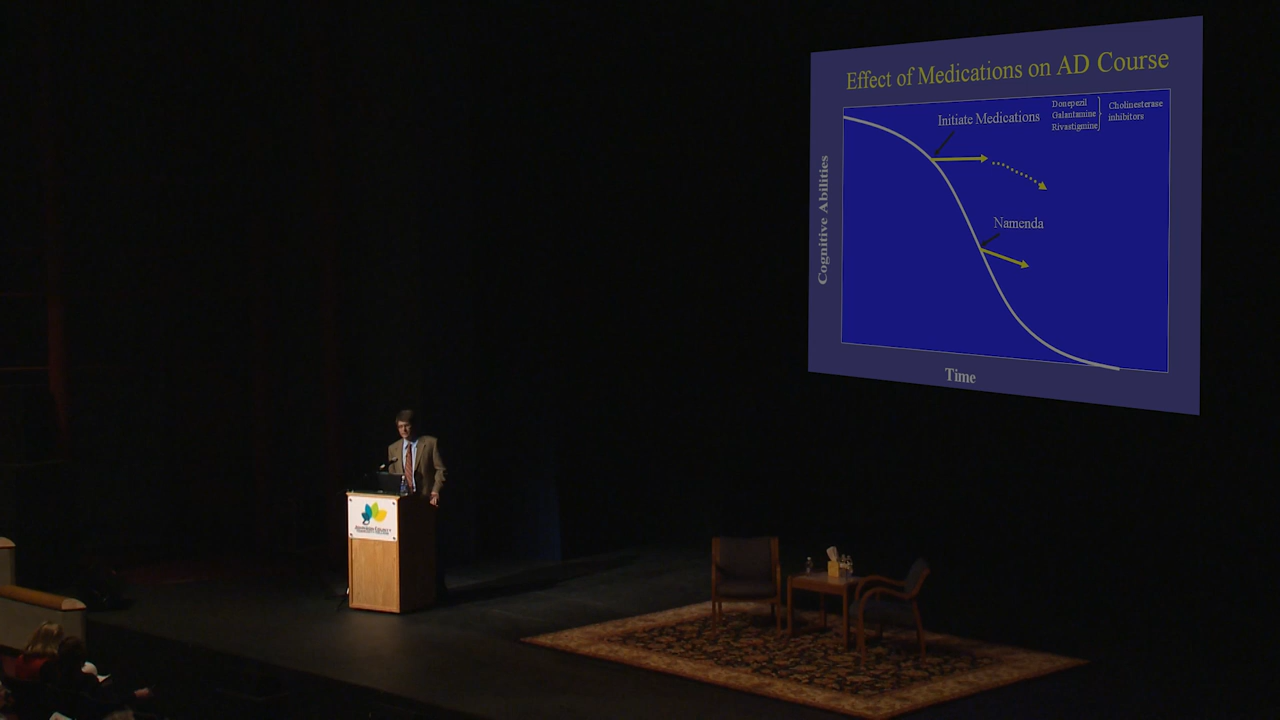 Effect of Medications on AD Course
Initiate Medications
Donepezil
Galantamine
Rivastigmine
Cholinesterase
inhibitors
Cognitive Abilities
Namenda
Time